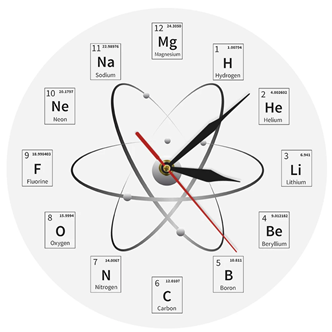 12 24.3050
Mg
Magnesium
1 1.00794
H
Hydrogen
2 4.002602
He
Helium
3 6.941
Li
Lithium
4 9.012182
Be
Beryllium
5 10.811
B
Boron
6 12.0107
C
Carbon
7 14.0067
N
Nitrogen
8 15.9994
O
Oxygen
9 18.998403
F
Fluorine
10 20.1797
Ne
Neon
11 22.98976
Na
Sodium